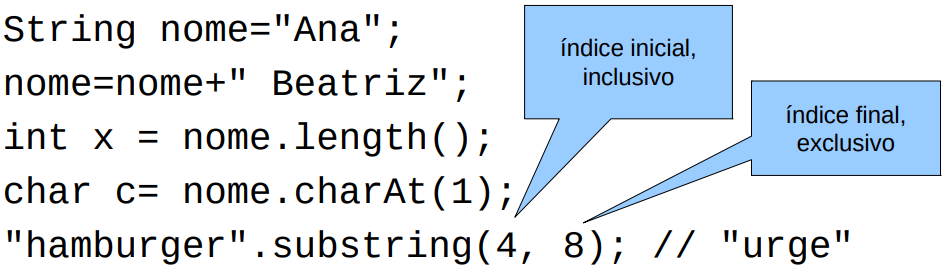 String nome="Ana";
nome=nome+" Beatriz";
int x = nome.length();
char c= nome.charAt(1);
"hamburger".substring(4, 8); // "urge"
índice inicial,
inclusivo
índice final,
exclusivo